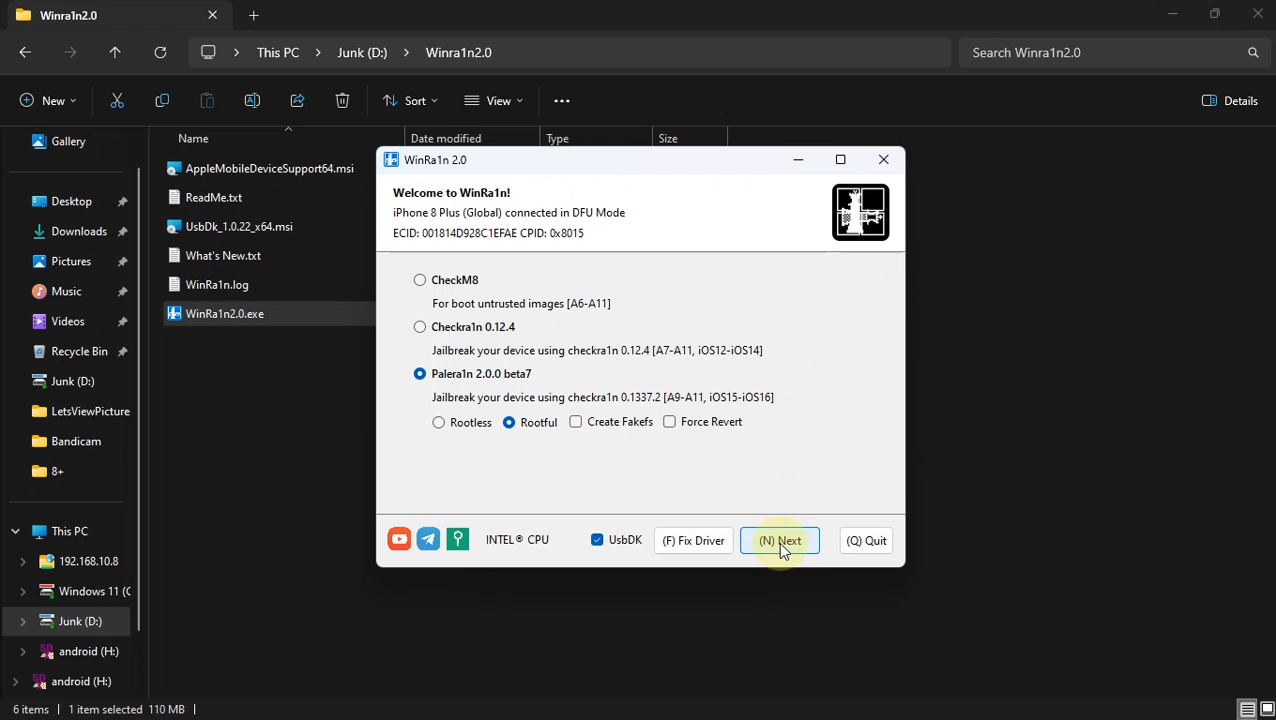 Winra1n2.0
This PC > Junk (D:) > Winra1n2.0
Search Winra1n2.0
New
Sort
View
Details
Gallery
Desktop
Downloads
Pictures
Music
Videos
Recycle Bin
Junk (D:)
LetsViewPicture
Bandicam
8+
This PC
192.168.10.8
Windows 11 (C
Junk (D:)
android (H:)
android (H:)
Name
Date modified
Type
Size
AppleMobileDeviceSupport64.msi
ReadMe.txt
UsbDk_1.0.22_x64.msi
What's New.txt
WinRa1n.log
WinRa1n2.0.exe
WinRa1n 2.0
Welcome to WinRa1n!
iPhone 8 Plus (Global) connected in DFU Mode
ECID: 001814D928C1EFAE CPID: 0x8015
CheckM8
For boot untrusted images [A6-A11]
Checkra1n 0.12.4
Jailbreak your device using checkra1n 0.12.4 [A7-A11, iOS12-iOS14]
Palera1n 2.0.0 beta7
Jailbreak your device using checkra1n 0.1337.2 [A9-A11, iOS15-iOS16]
Rootless Rootful Create Fakefs Force Revert
INTEL® CPU UsbDK (F) Fix Driver (N) Next (Q) Quit
6 items 1 item selected 110 MB